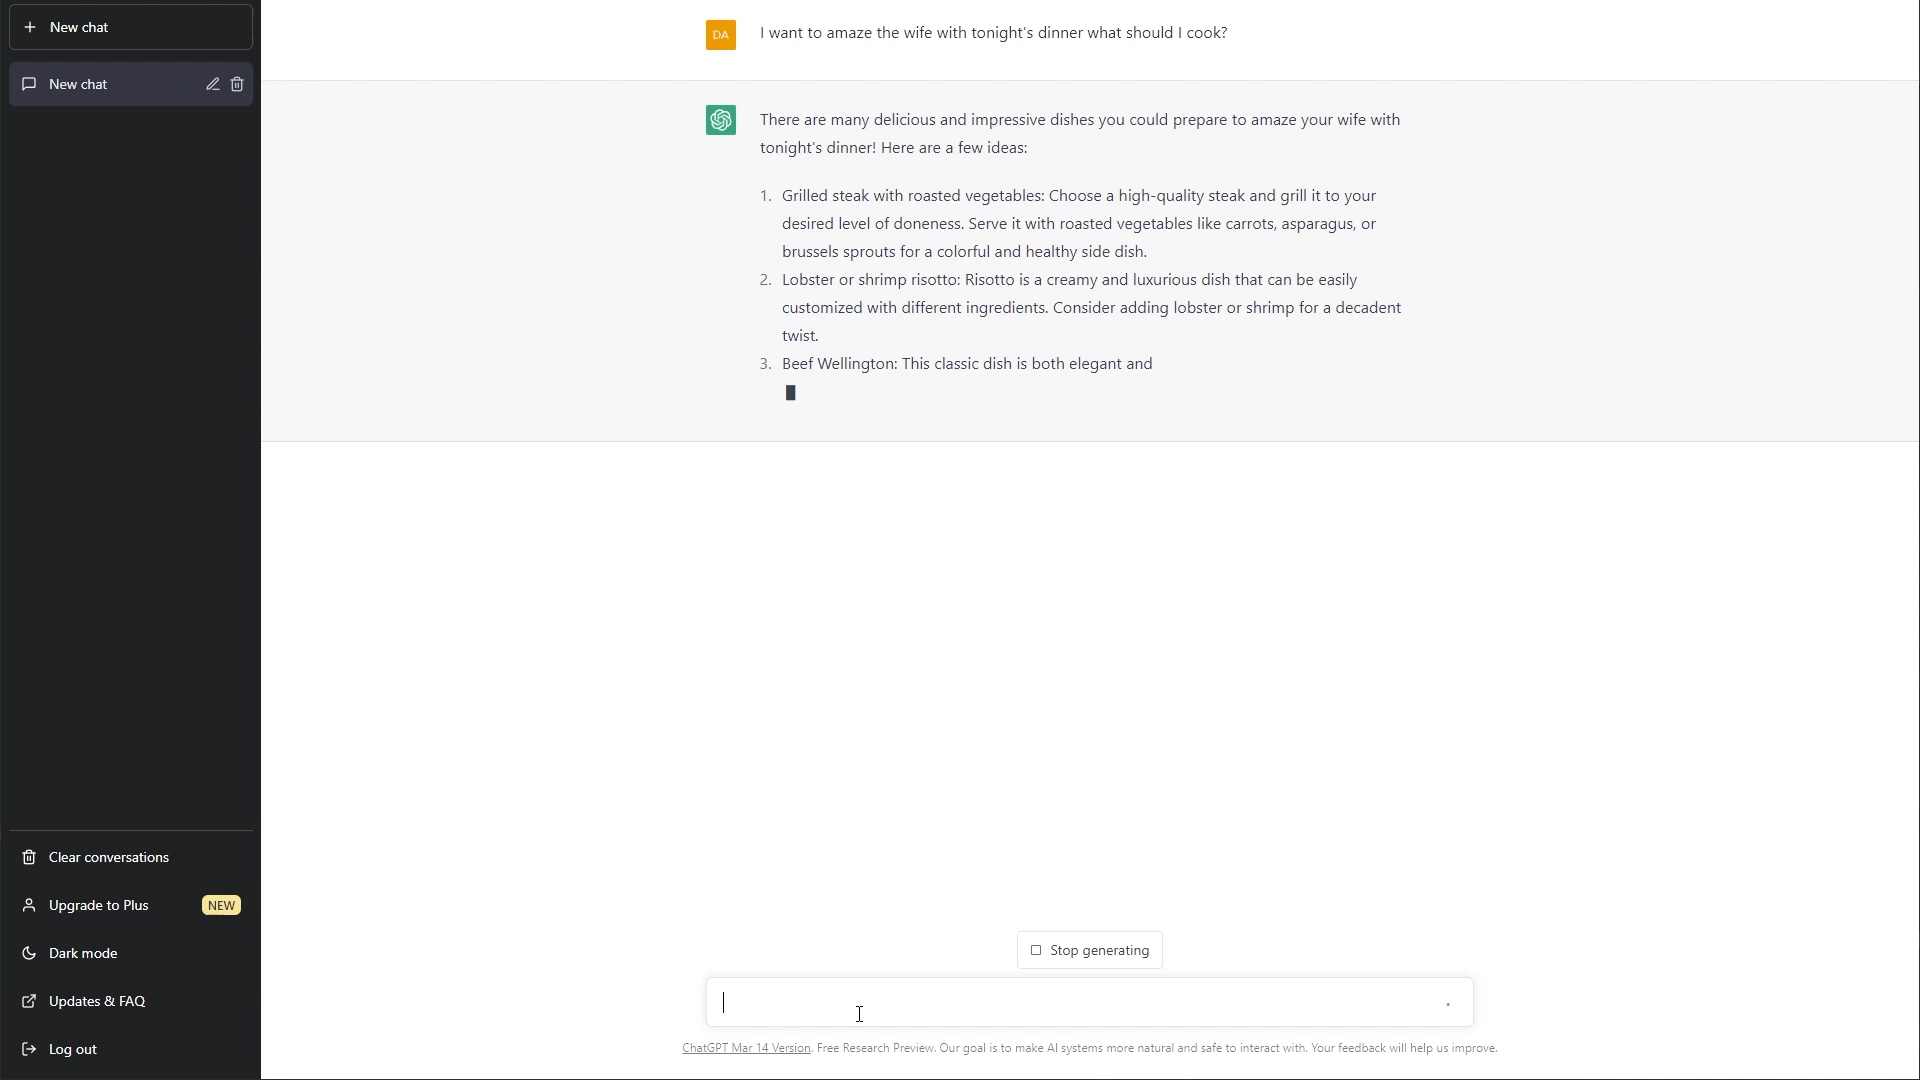 New chat
New chat
Clear conversations
Upgrade to Plus NEW
Dark mode
Updates & FAQ
Log out
DA I want to amaze the wife with tonight's dinner what should I cook?
There are many delicious and impressive dishes you could prepare to amaze your wife with
tonight's dinner! Here are a few ideas:
1. Grilled steak with roasted vegetables: Choose a high-quality steak and grill it to your
desired level of doneness. Serve it with roasted vegetables like carrots, asparagus, or
brussels sprouts for a colorful and healthy side dish.
2. Lobster or shrimp risotto: Risotto is a creamy and luxurious dish that can be easily
customized with different ingredients. Consider adding lobster or shrimp for a decadent
twist.
3. Beef Wellington: This classic dish is both elegant and
Stop generating
ChatGPT Mar 14 Version. Free Research Preview. Our goal is to make AI systems more natural and safe to interact with. Your feedback will help us improve.